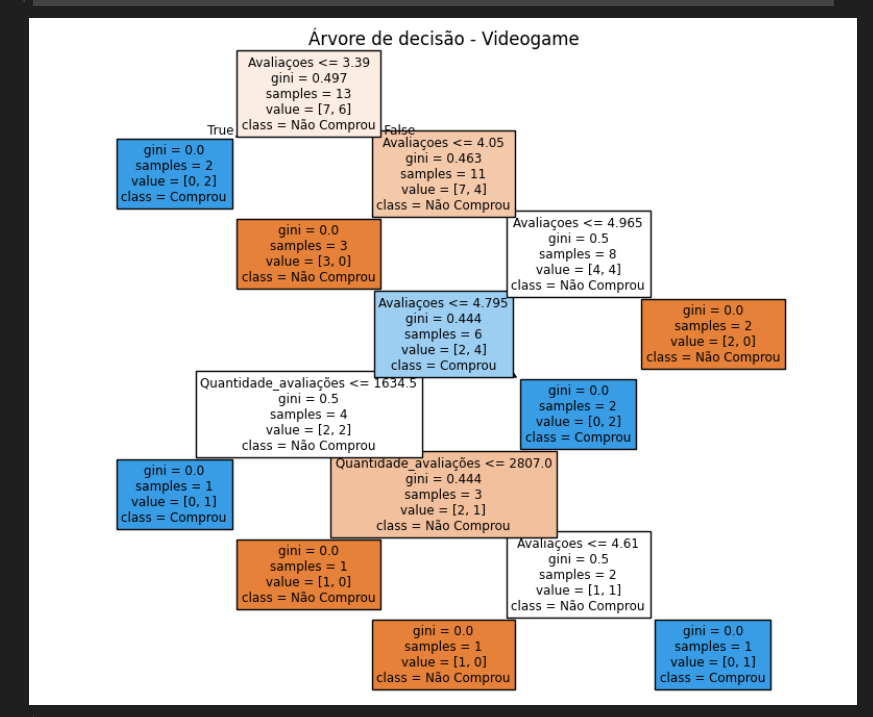 Árvore de decisão - Videogame
Avaliaçoes <= 3.39
gini = 0.497
samples = 13
value = [7, 6]
class = Não Comprou
True
False
gini = 0.0
samples = 2
value = [0, 2]
class = Comprou
Avaliaçoes <= 4.05
gini = 0.463
samples = 11
value = [7, 4]
class = Não Comprou
gini = 0.0
samples = 3
value = [3, 0]
class = Não Comprou
Avaliaçoes <= 4.965
gini = 0.5
samples = 8
value = [4, 4]
class = Não Comprou
Avaliaçoes <= 4.795
gini = 0.444
samples = 6
value = [2, 4]
class = Comprou
gini = 0.0
samples = 2
value = [2, 0]
class = Não Comprou
Quantidade_avaliações <= 1634.5
gini = 0.5
samples = 4
value = [2, 2]
class = Não Comprou
gini = 0.0
samples = 2
value = [0, 2]
class = Comprou
gini = 0.0
samples = 1
value = [0, 1]
class = Comprou
Quantidade_avaliações <= 2807.0
gini = 0.444
samples = 3
value = [2, 1]
class = Não Comprou
gini = 0.0
samples = 1
value = [1, 0]
class = Não Comprou
Avaliaçoes <= 4.61
gini = 0.5
samples = 2
value = [1, 1]
class = Não Comprou
gini = 0.0
samples = 1
value = [1, 0]
class = Não Comprou
gini = 0.0
samples = 1
value = [0, 1]
class = Comprou